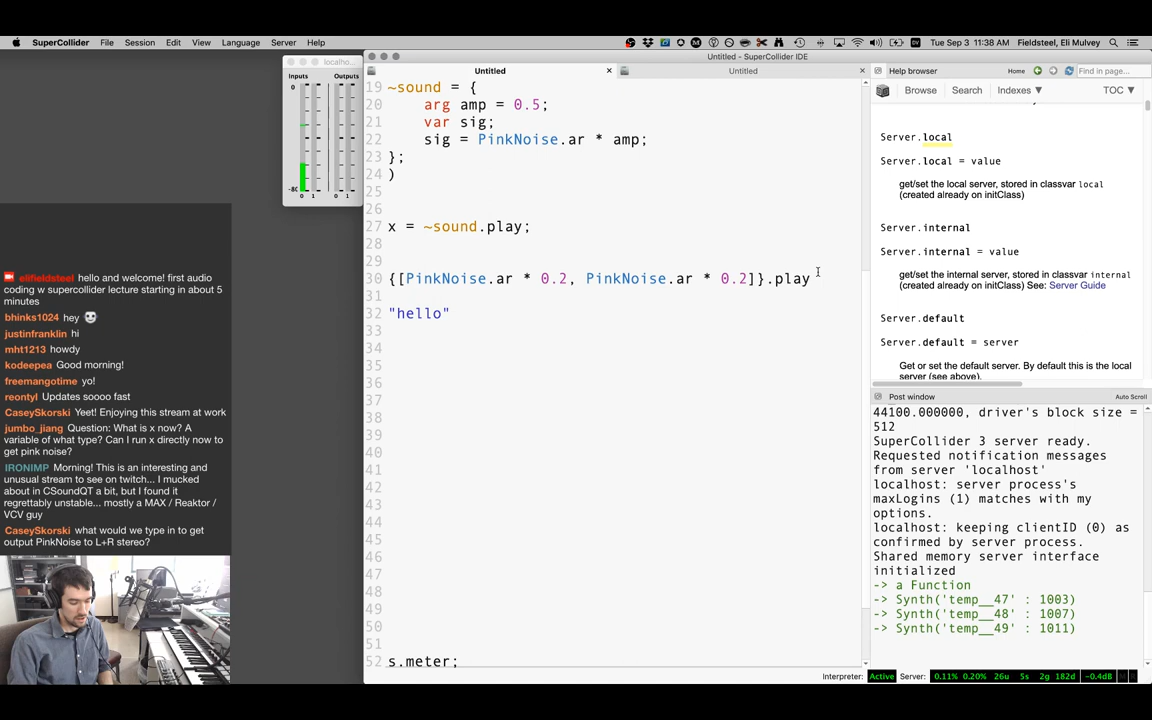 SuperCollider File Session Edit View Language Server Help
Tue Sep 3 11:38 AM Fieldsteel, Eli Mulvey
localho...
Inputs Outputs
0
-80
0 1 0 1
Untitled - SuperCollider IDE
Untitled
Untitled
19 ~sound = {
20 arg amp = 0.5;
21 var sig;
22 sig = PinkNoise.ar * amp;
23 };
24 )
25
26
27 x = ~sound.play;
28
29
30 {[PinkNoise.ar * 0.2, PinkNoise.ar * 0.2]}.play
31
32 "hello"
33
34
35
36
37
38
39
40
41
42
43
44
45
46
47
48
49
50
51
52 s.meter;
Help browser Home Find in page...
Browse Search Indexes ▼ TOC ▼
Server.local
Server.local = value
get/set the local server, stored in classvar local
(created already on initClass)
Server.internal
Server.internal = value
get/set the internal server, stored in classvar internal
(created already on initClass) See: Server Guide
Server.default
Server.default = server
Get or set the default server. By default this is the local
server (see above).
Post window Auto Scroll
44100.000000, driver's block size =
512
SuperCollider 3 server ready.
Requested notification messages
from server 'localhost'
localhost: server process's
maxLogins (1) matches with my
options.
localhost: keeping clientID (0) as
confirmed by server process.
Shared memory server interface
initialized
-> a Function
-> Synth('temp__47' : 1003)
-> Synth('temp__48' : 1007)
-> Synth('temp__49' : 1011)
Interpreter: Active Server: 0.11% 0.20% 26u 5s 2g 182d -0.4dB M R
elifieldsteel hello and welcome! first audio
coding w supercollider lecture starting in about 5
minutes
bhinks1024 hey
justinfranklin hi
mht1213 howdy
kodeepea Good morning!
freemangotime yo!
reontyl Updates soooo fast
CaseySkorski Yeet! Enjoying this stream at work
jumbo_jiang Question: What is x now? A
variable of what type? Can I run x directly now to
get pink noise?
IRONIMP Morning! This is an interesting and
unusual stream to see on twitch... I mucked
about in CSoundQT a bit, but I found it
regrettably unstable... mostly a MAX / Reaktor /
VCV guy
CaseySkorski what would we type in to get
output PinkNoise to L+R stereo?